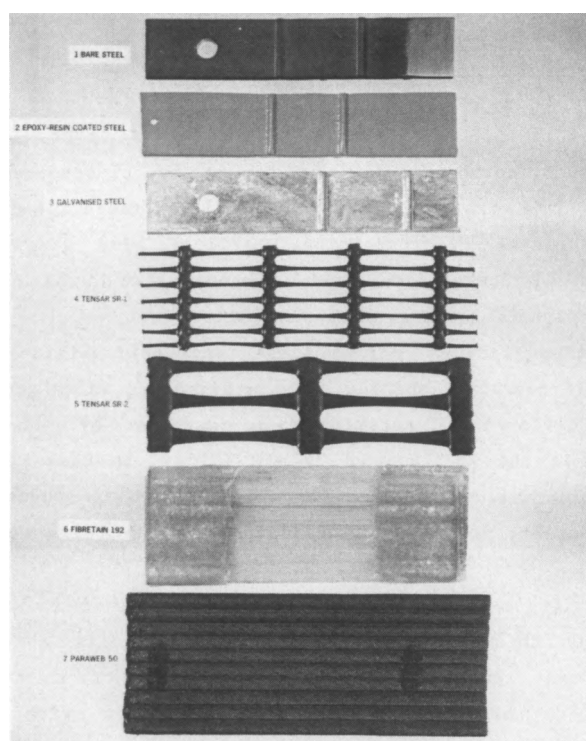 1 BARE STEEL
2 EPOXY-RESIN COATED STEEL
3 GALVANISED STEEL
4 TENSAR SR-1
5 TENSAR SR-2
6 FIBRETAIN 192
7 PARAWEB 50